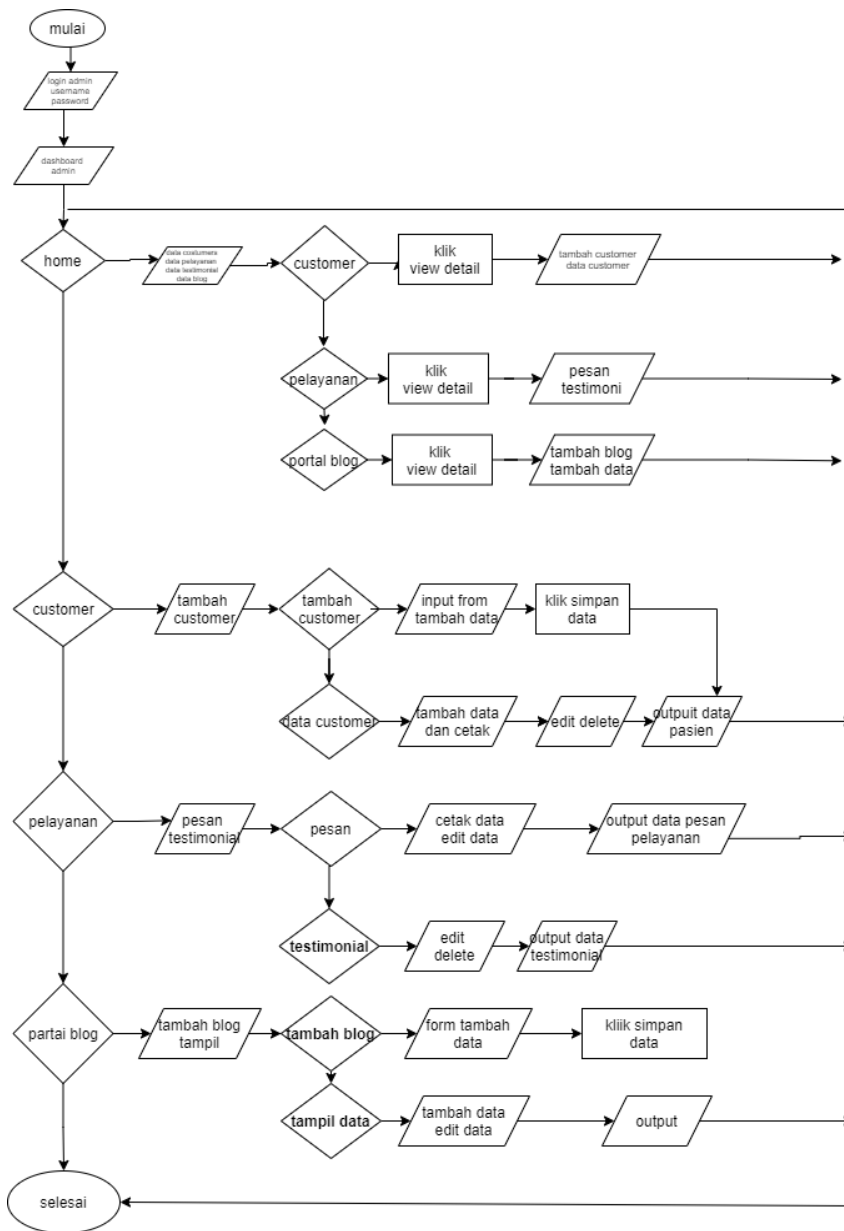 mulai
login admin
username
password
dashboard
admin
home
data costumers
data pelayanan
data testimonial
data blog
customer
klik
view detail
tambah customer
data customer
pelayanan
klik
view detail
pesan
testimoni
portal blog
klik
view detail
tambah blog
tambah data
customer
tambah
customer
tambah
customer
input from
tambah data
klik simpan
data
data customer
tambah data
dan cetak
edit delete
outpuit data
pasien
pelayanan
pesan
testimonial
pesan
cetak data
edit data
output data pesan
pelayanan
testimonial
edit
delete
output data
testimonial
partai blog
tambah blog
tampil
tambah blog
form tambah
data
kliik simpan
data
tampil data
tambah data
edit data
output
selesai